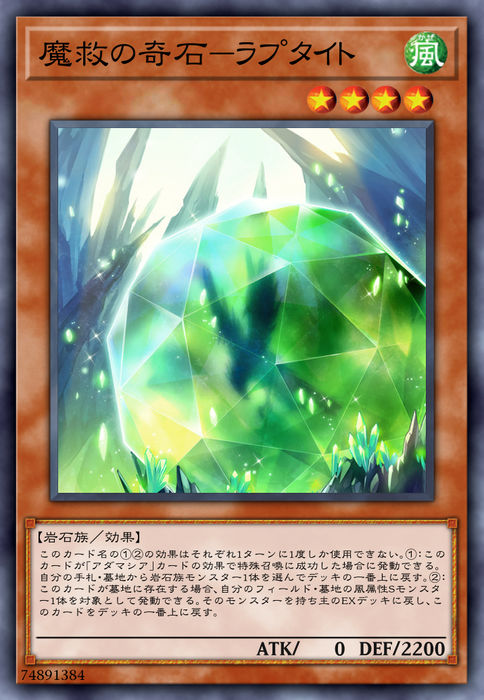 魔救の奇石－ラプタイト
かぜ
風
【岩石族／効果】
このカード名の①②の効果はそれぞれ1ターンに1度しか使用できない。①：この
カードが「アダマシア」カードの効果で特殊召喚に成功した場合に発動できる。
自分の手札・墓地から岩石族モンスター1体を選んでデッキの一番上に戻す。②：
このカードが墓地に存在する場合、自分のフィールド・墓地の風属性Sモンス
ター1体を対象として発動できる。そのモンスターを持ち主のEXデッキに戻し、こ
のカードをデッキの一番上に戻す。
ATK/ 0 DEF/2200
74891384